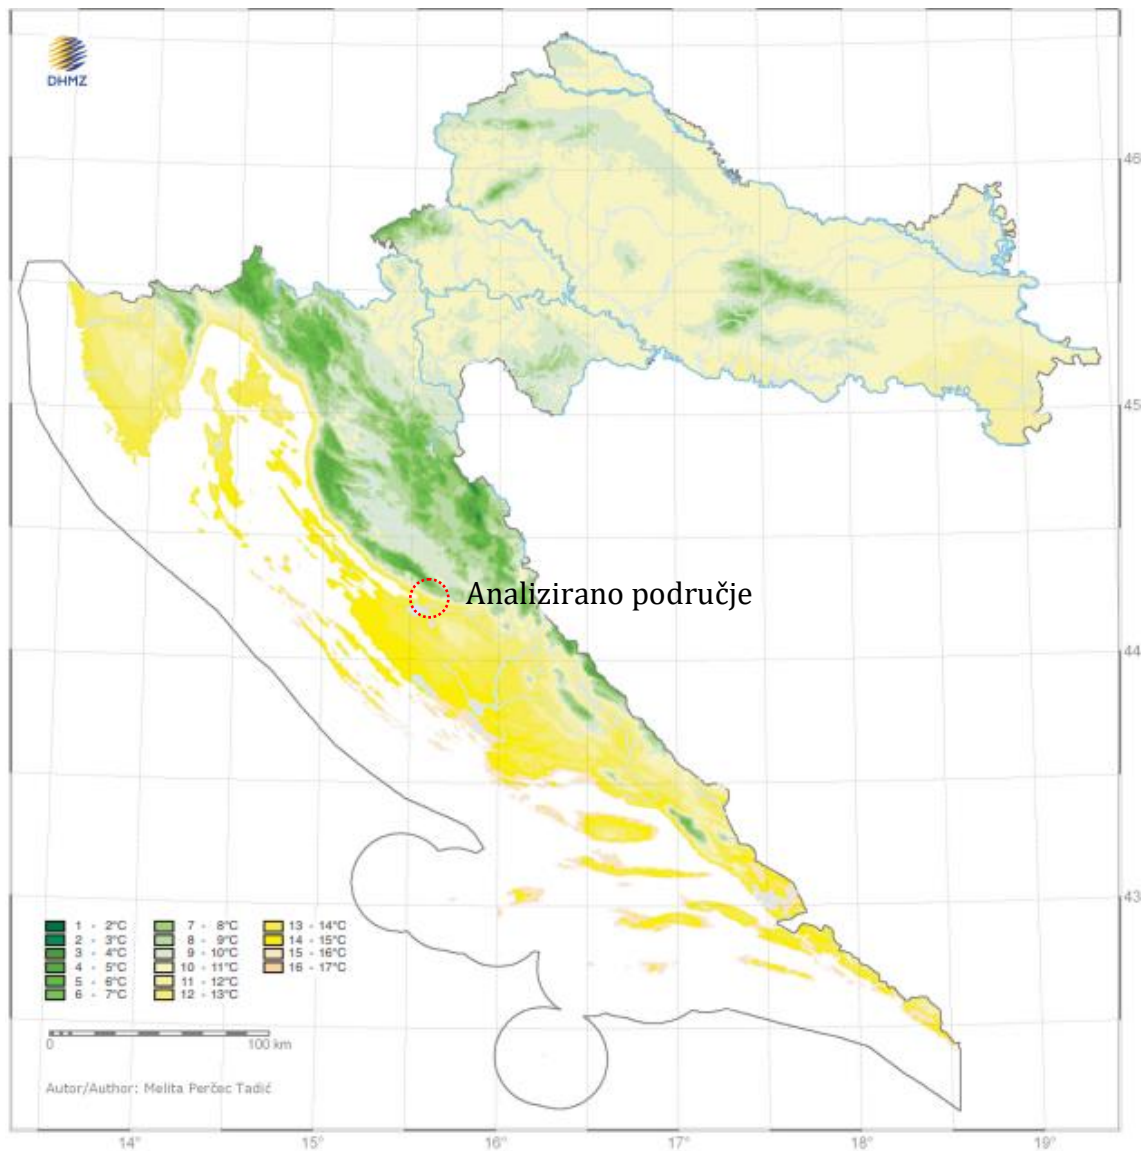 DHMZ
46
45
Analizirano područje
44
43
1 - 2°C
2 - 3°C
3 - 4°C
4 - 5°C
5 - 6°C
6 - 7°C
7 - 8°C
8 - 9°C
9 - 10°C
10 - 11°C
11 - 12°C
12 - 13°C
13 - 14°C
14 - 15°C
15 - 16°C
16 - 17°C
0 100 km
Autor/Author: Melita Perčec Tadić
14° 15° 16° 17° 18° 19°